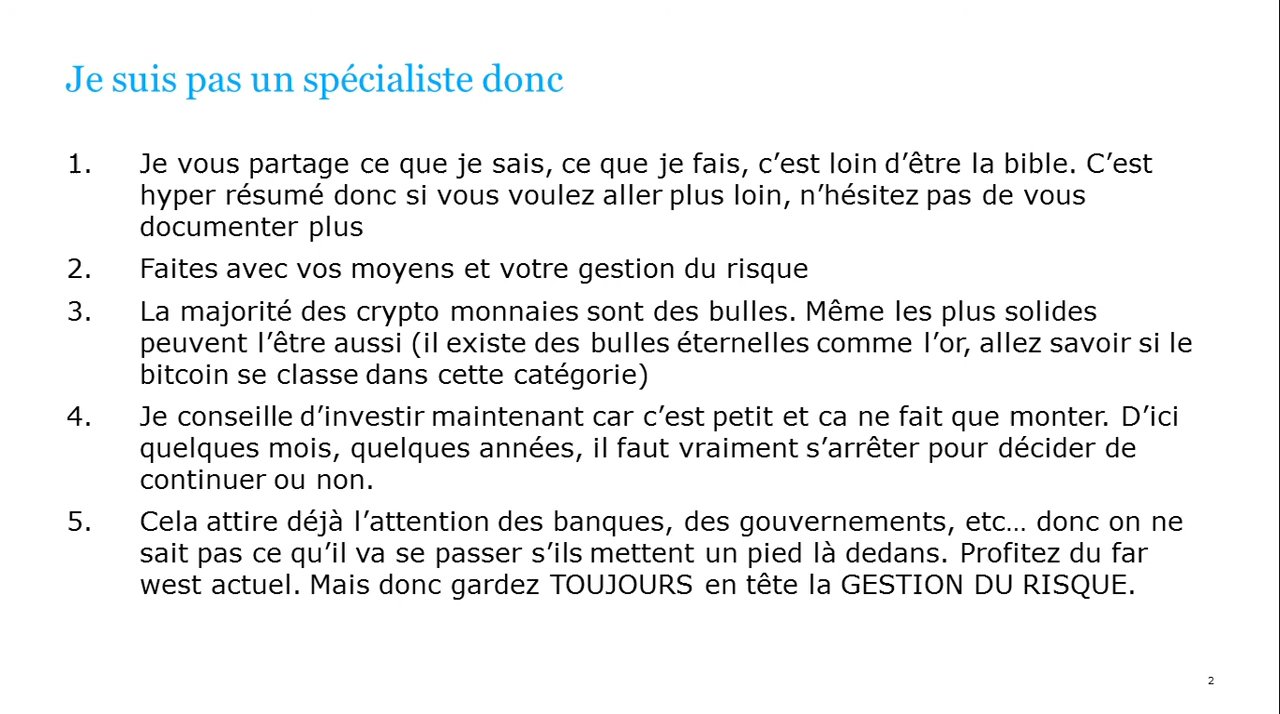 Je suis pas un spécialiste donc
1. Je vous partage ce que je sais, ce que je fais, c’est loin d’être la bible. C’est
hyper résumé donc si vous voulez aller plus loin, n’hésitez pas de vous
documenter plus
2. Faites avec vos moyens et votre gestion du risque
3. La majorité des crypto monnaies sont des bulles. Même les plus solides
peuvent l’être aussi (il existe des bulles éternelles comme l’or, allez savoir si le
bitcoin se classe dans cette catégorie)
4. Je conseille d’investir maintenant car c’est petit et ca ne fait que monter. D’ici
quelques mois, quelques années, il faut vraiment s’arrêter pour décider de
continuer ou non.
5. Cela attire déjà l’attention des banques, des gouvernements, etc… donc on ne
sait pas ce qu’il va se passer s’ils mettent un pied là dedans. Profitez du far
west actuel. Mais donc gardez TOUJOURS en tête la GESTION DU RISQUE.
2